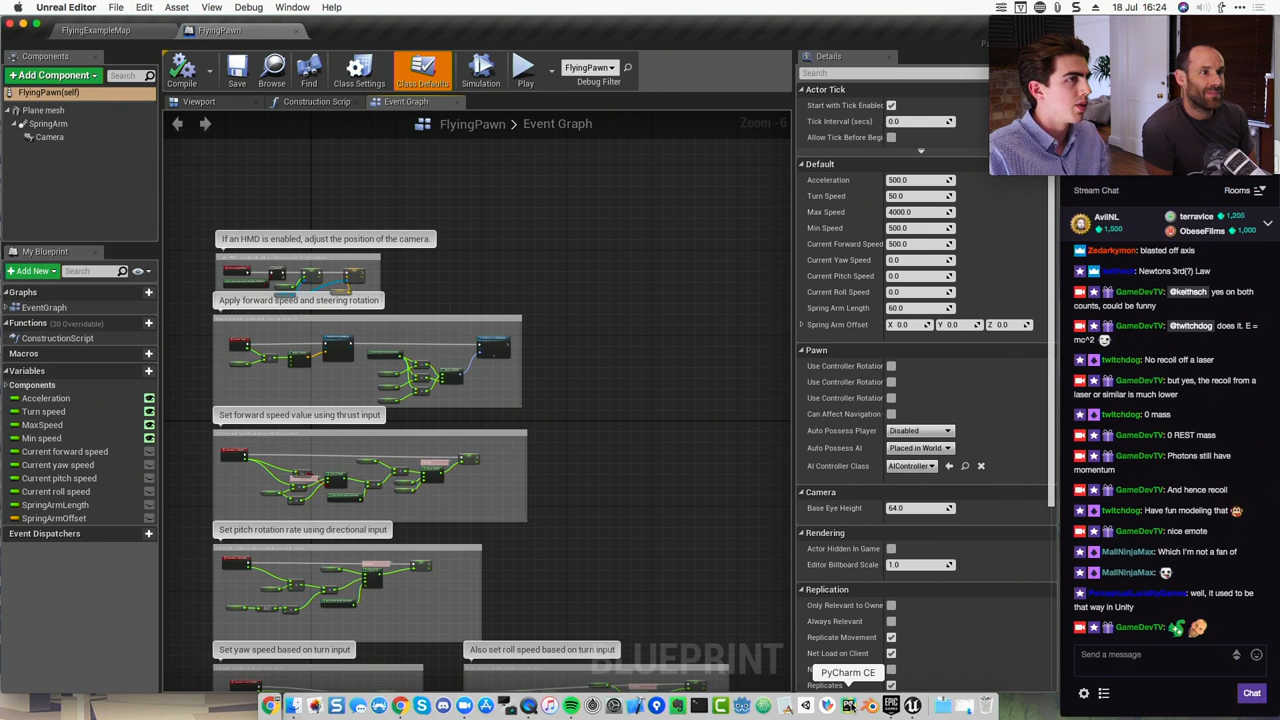 Unreal Editor File Edit Asset View Debug Window Help
18 Jul 16:24
FlyingExampleMap
FlyingPawn
Components
+Add Component
Search
FlyingPawn(self)
Plane mesh
SpringArm
Camera
Compile
Save
Browse
Find
Class Settings
Class Defaults
Simulation
Play
FlyingPawn
Debug Filter
Viewport
Construction Scrip
Event Graph
FlyingPawn > Event Graph
Zoom -6
If an HMD is enabled, adjust the position of the camera.
Apply forward speed and steering rotation
Set forward speed value using thrust input
Set pitch rotation rate using directional input
Set yaw speed based on turn input
Also set roll speed based on turn input
BLUEPRINT
PyCharm CE
My Blueprint
+Add New
Search
Graphs
EventGraph
Functions (20 Overridable)
ConstructionScript
Macros
Variables
Components
Acceleration
Turn speed
MaxSpeed
Min speed
Current forward speed
Current yaw speed
Current pitch speed
Current roll speed
SpringArmLength
SpringArmOffset
Event Dispatchers
Details
Search
Actor Tick
Start with Tick Enabled
Tick Interval (secs) 0.0
Allow Tick Before Begi
Default
Acceleration 500.0
Turn Speed 50.0
Max Speed 4000.0
Min Speed 500.0
Current Forward Speed 500.0
Current Yaw Speed 0.0
Current Pitch Speed 0.0
Current Roll Speed 0.0
Spring Arm Length 60.0
Spring Arm Offset X 0.0 Y 0.0 Z 0.0
Pawn
Use Controller Rotation
Use Controller Rotation
Use Controller Rotation
Can Affect Navigation
Auto Possess Player Disabled
Auto Possess AI Placed in World
AI Controller Class AIController
Camera
Base Eye Height 64.0
Rendering
Actor Hidden In Game
Editor Billboard Scale 1.0
Replication
Only Relevant to Owne
Always Relevant
Replicate Movement
Net Load on Client
Replicates
Stream Chat
Rooms
AvilNL
1,500
terravice 1,205
ObeseFilms 1,000
Zedarkymon: blasted off axis
keithsch: Newtons 3rd(?) Law
GameDevTV: @keithsch yes on both
counts, could be funny
GameDevTV: @twitchdog does it. E =
mc^2
twitchdog: No recoil off a laser
GameDevTV: but yes, the recoil from a
laser or similar is much lower
twitchdog: 0 mass
GameDevTV: 0 REST mass
GameDevTV: Photons still have
momentum
GameDevTV: And hence recoil
twitchdog: Have fun modeling that
keithsch: nice emote
MallNinjaMax: Which I'm not a fan of
MallNinjaMax:
well, it used to be
that way in Unity
GameDevTV:
Send a message
Chat